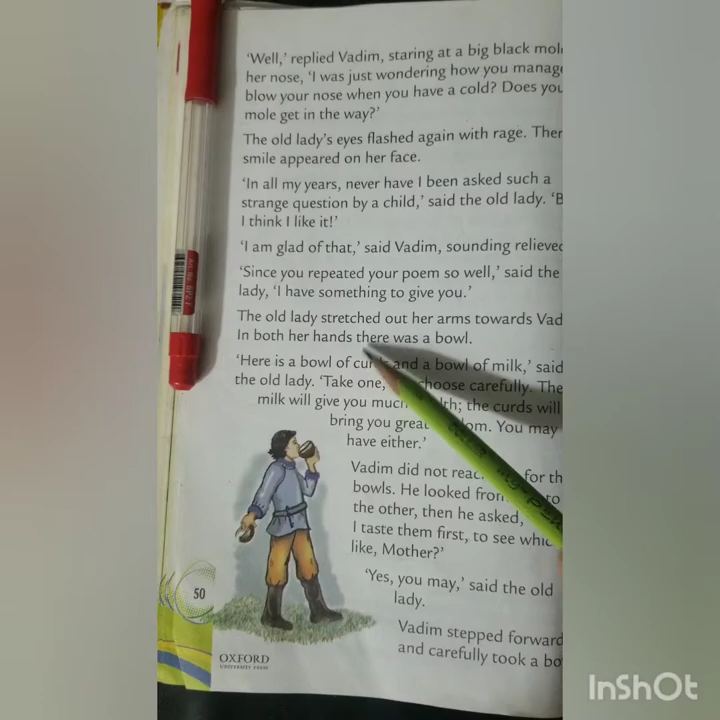 ‘Well,’ replied Vadim, staring at a big black mol
her nose, ‘I was just wondering how you manag
blow your nose when you have a cold? Does you
mole get in the way?’
The old lady’s eyes flashed again with rage. Ther
smile appeared on her face.
‘In all my years, never have I been asked such a
strange question by a child,’ said the old lady. ‘B
I think I like it!’
‘I am glad of that,’ said Vadim, sounding relieved
‘Since you repeated your poem so well,’ said the
lady, ‘I have something to give you.’
The old lady stretched out her arms towards Vad
In both her hands there was a bowl.
‘Here is a bowl of cur and a bowl of milk,’ said
the old lady. ‘Take one, choose carefully. The
milk will give you much th; the curds will
bring you great dom. You may
have either.’
Vadim did not reac for th
bowls. He looked fron to
the other, then he asked,
I taste them first, to see whic
like, Mother?’
‘Yes, you may,’ said the old
lady.
Vadim stepped forward
and carefully took a bo
50
OXFORD
UNIVERSITY PRESS
InShOt